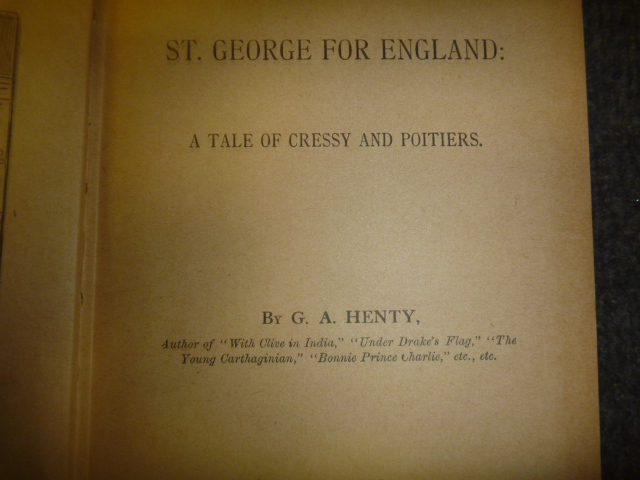 ST. GEORGE FOR ENGLAND:
A TALE OF CRESSY AND POITIERS.
BY G. A. HENTY,
Author of "With Clive in India," "Under Drake's Flag," "The
Young Carthaginian," "Bonnie Prince Charlie," etc., etc.